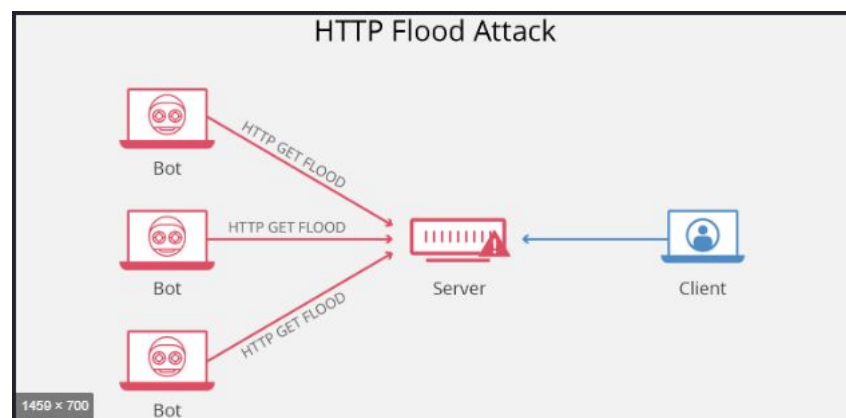 HTTP Flood Attack
HTTP GET FLOOD
Bot
HTTP GET FLOOD
Bot
Server
Client
HTTP GET FLOOD
Bot
1459 × 700